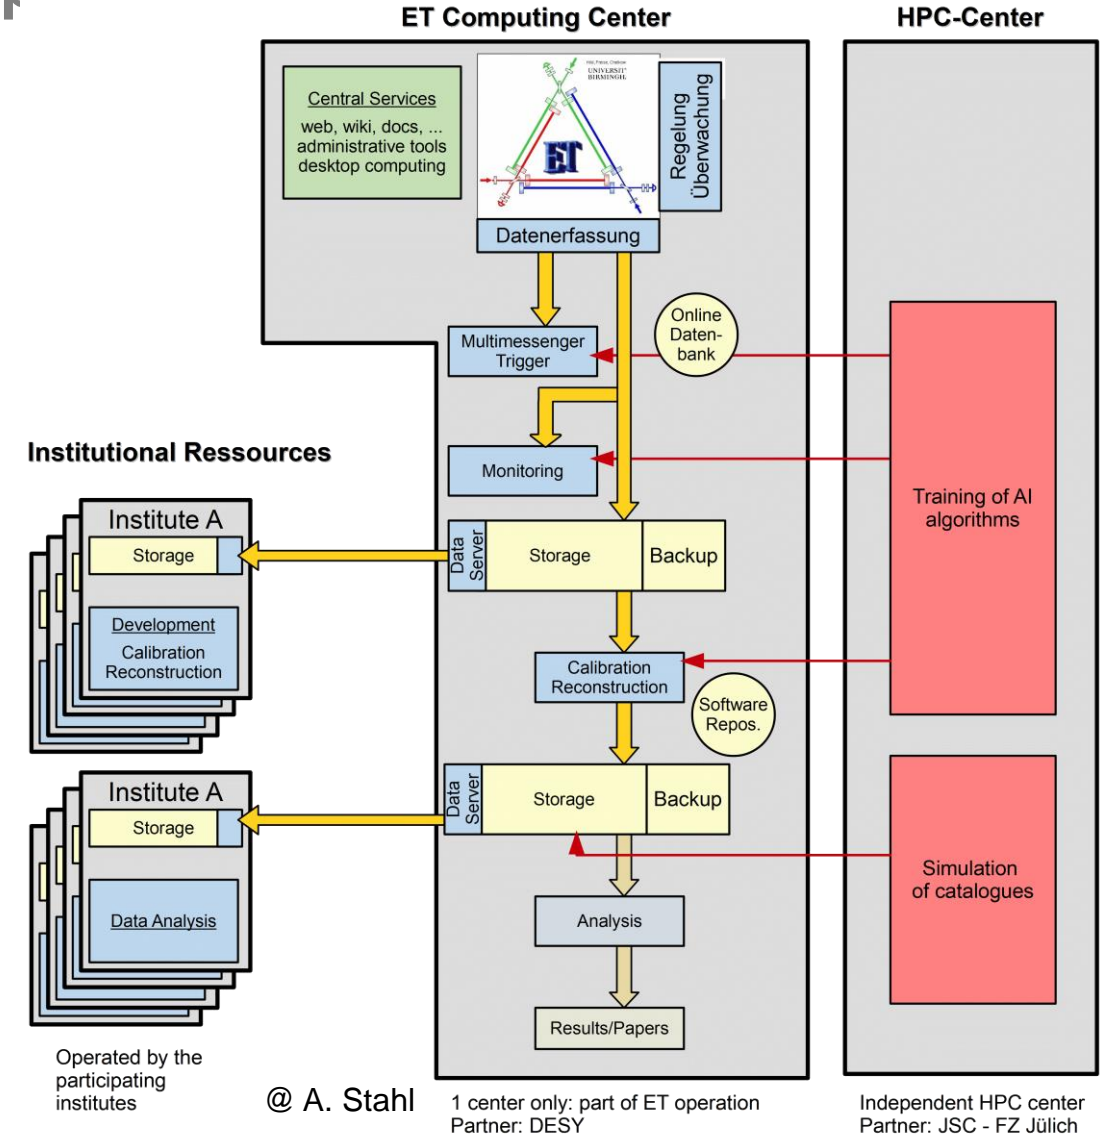 ET Computing Center
HPC-Center
Central Services
web, wiki, docs, ...
administrative tools
desktop computing
UNIVERSIT
BIRMINGH
ET
Regelung
Überwachung
Datenerfassung
Online
Daten-
bank
Multimessenger
Trigger
Monitoring
Training of AI
algorithms
Institutional Ressources
Institute A
Storage
Development
Calibration
Reconstruction
Data
Server
Storage
Backup
Calibration
Reconstruction
Software
Repos.
Institute A
Storage
Data Analysis
Data
Server
Storage
Backup
Simulation
of catalogues
Analysis
Results/Papers
Operated by the
participating
institutes
@ A. Stahl
1 center only: part of ET operation
Partner: DESY
Independent HPC center
Partner: JSC - FZ Jülich